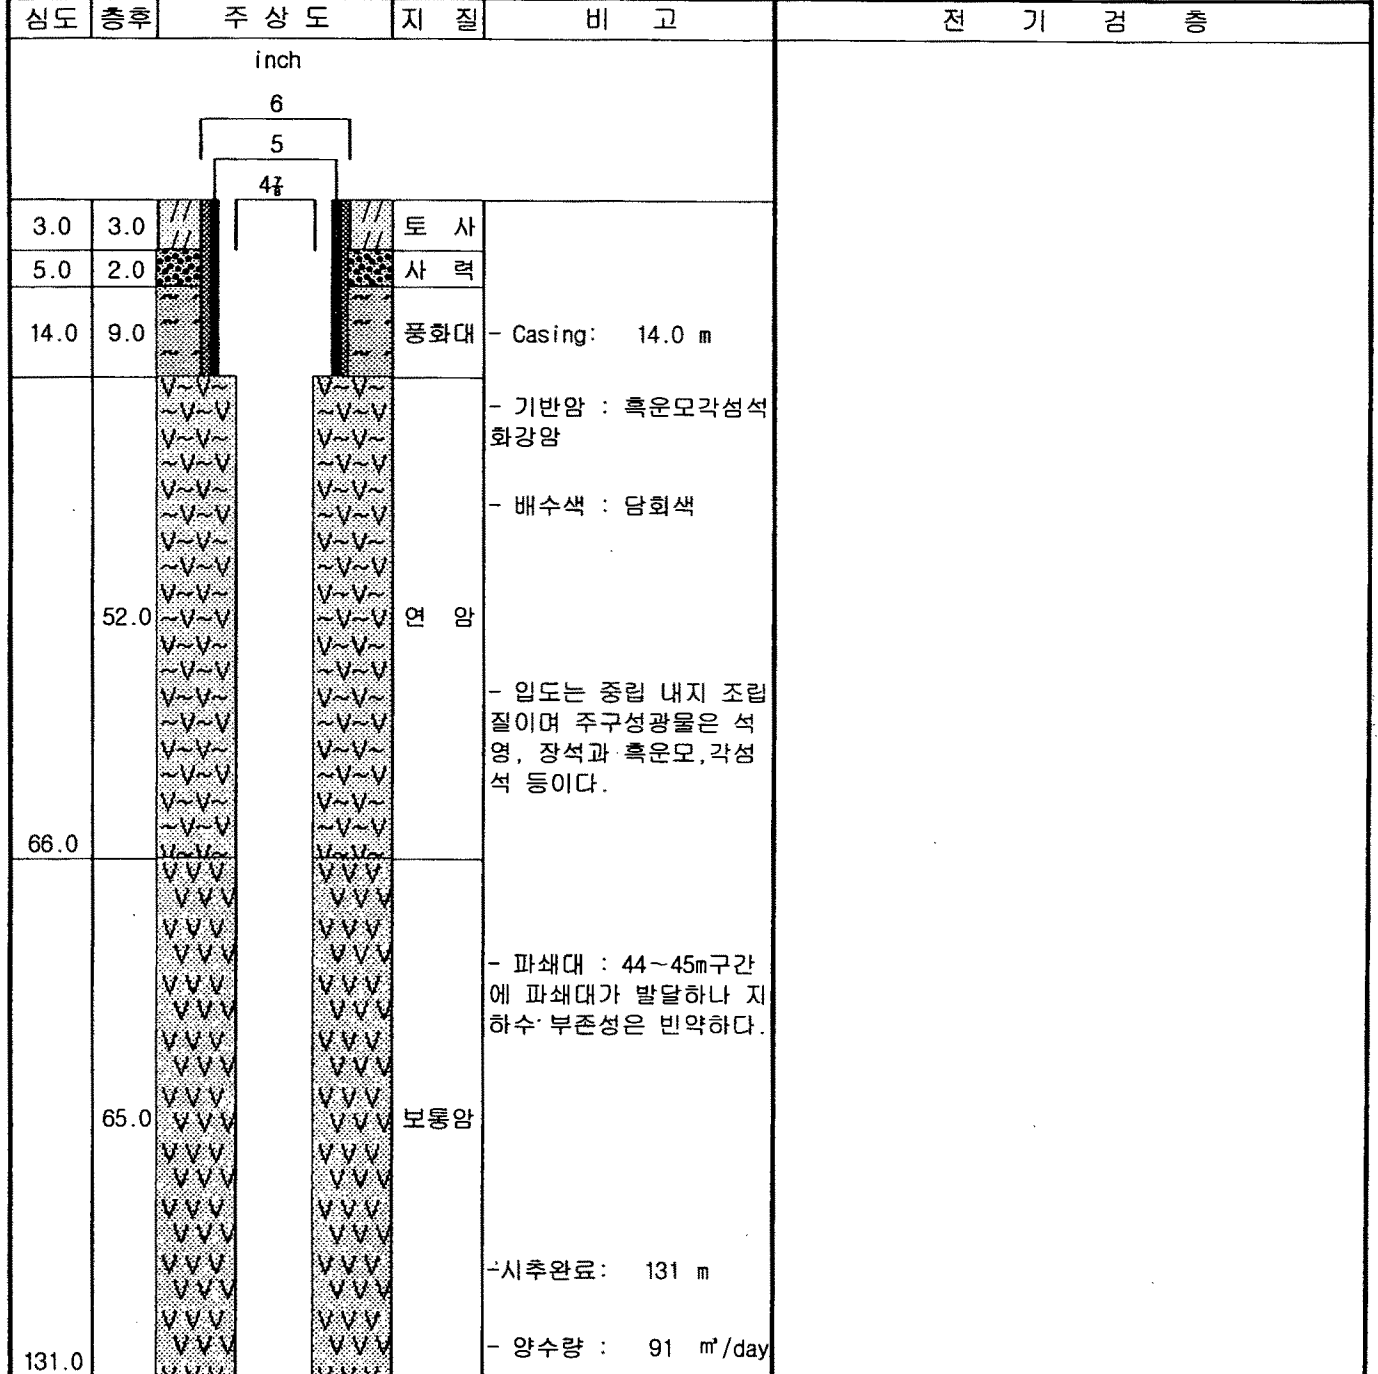 심도 층후 주 상 도 지 질 비 고 전 기 검 층
inch
6
5
4⅞
3.0 3.0 토 사
5.0 2.0 사 력
14.0 9.0 풍화대 - Casing: 14.0 m
- 기반암 : 흑운모각섬석
화강암
- 배수색 : 담회색
52.0 연 암
- 입도는 중립 내지 조립
질이며 주구성광물은 석
영, 장석과 흑운모,각섬
석 등이다.
66.0
- 파쇄대 : 44~45m구간
에 파쇄대가 발달하나 지
하수 부존성은 빈약하다.
65.0 보통암
-시추완료: 131 m
- 양수량 : 91 ㎥/day
131.0